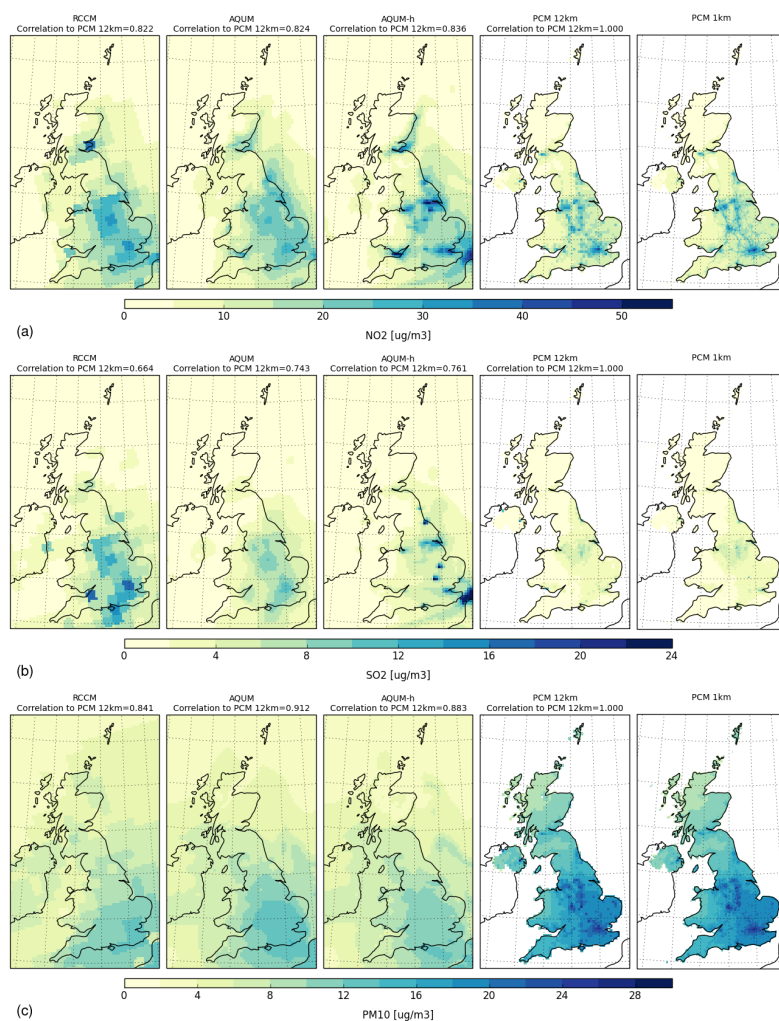 RCCM
Correlation to PCM 12km=0.822
AQUM
Correlation to PCM 12km=0.824
AQUM-h
Correlation to PCM 12km=0.836
PCM 12km
Correlation to PCM 12km=1.000
PCM 1km
0 10 20 30 40 50
NO2 [ug/m3]
(a)
RCCM
Correlation to PCM 12km=0.664
AQUM
Correlation to PCM 12km=0.743
AQUM-h
Correlation to PCM 12km=0.761
PCM 12km
Correlation to PCM 12km=1.000
PCM 1km
0 4 8 12 16 20 24
SO2 [ug/m3]
(b)
RCCM
Correlation to PCM 12km=0.841
AQUM
Correlation to PCM 12km=0.912
AQUM-h
Correlation to PCM 12km=0.883
PCM 12km
Correlation to PCM 12km=1.000
PCM 1km
0 4 8 12 16 20 24 28
PM10 [ug/m3]
(c)